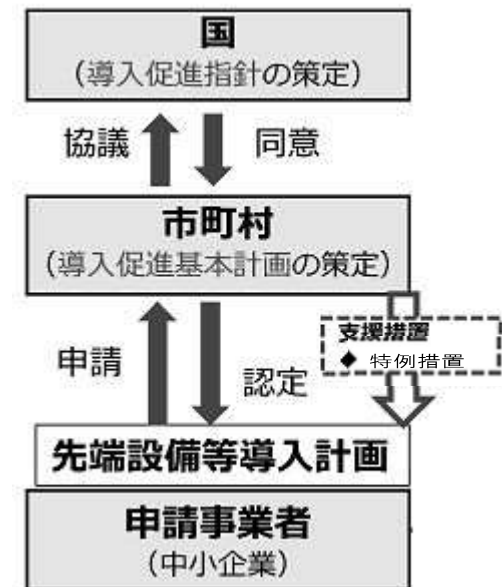 国
（導入促進指針の策定）
協議
同意
市町村
（導入促進基本計画の策定）
支援措置
◆ 特例措置
申請
認定
先端設備等導入計画
申請事業者
（中小企業）